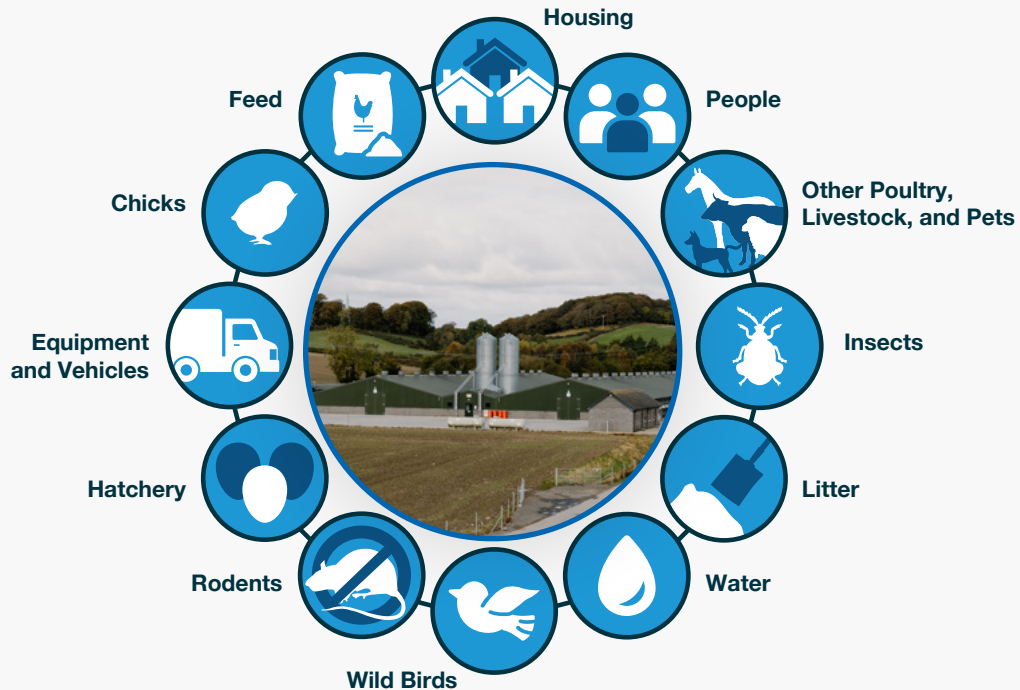 Housing
People
Other Poultry,
Livestock, and Pets
Insects
Litter
Water
Wild Birds
Rodents
Hatchery
Equipment
and Vehicles
Chicks
Feed